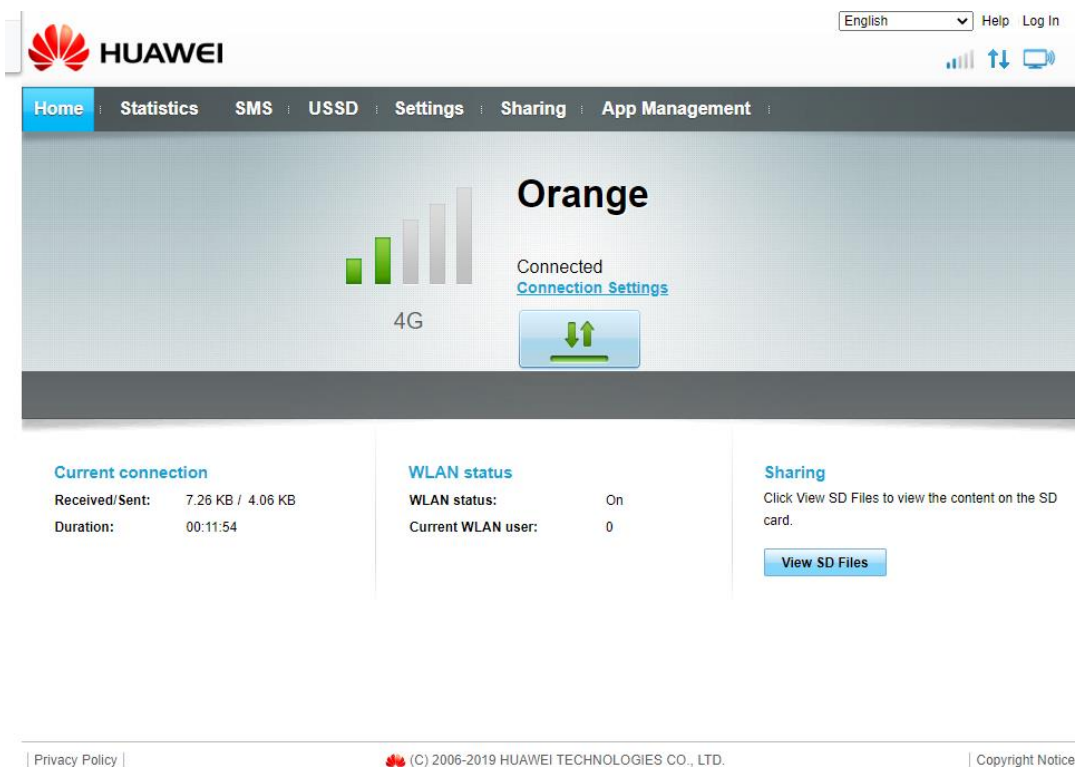 English Help Log In
HUAWEI
Home Statistics SMS USSD Settings Sharing App Management
Orange
Connected
Connection Settings
4G
Current connection
Received/Sent: 7.26 KB / 4.06 KB
Duration: 00:11:54
WLAN status
WLAN status: On
Current WLAN user: 0
Sharing
Click View SD Files to view the content on the SD
card.
View SD Files
Privacy Policy (C) 2006-2019 HUAWEI TECHNOLOGIES CO., LTD. Copyright Notice